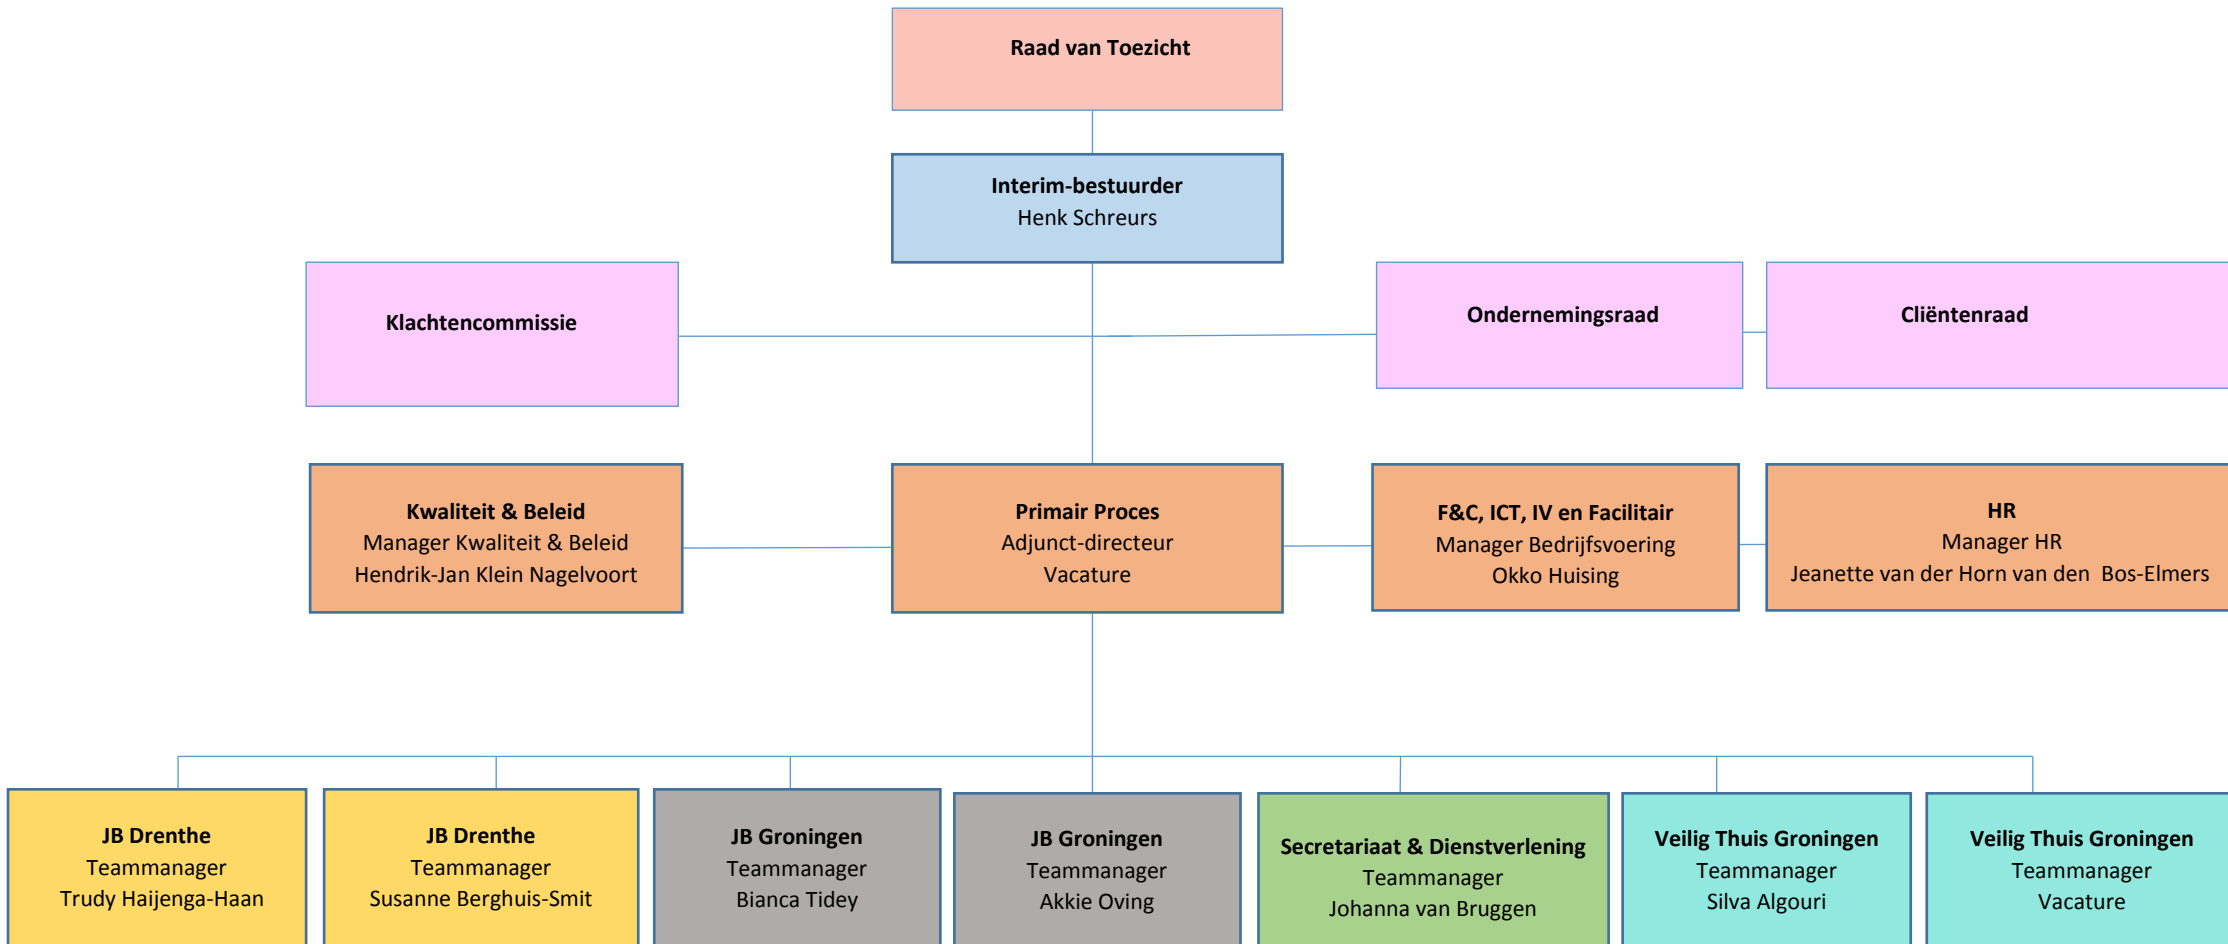 Raad van Toezicht
Interim-bestuurder
Henk Schreurs
Klachtencommissie
Ondernemingsraad
Cliëntenraad
Kwaliteit & Beleid
Manager Kwaliteit & Beleid
Hendrik-Jan Klein Nagelvoort
Primair Proces
Adjunct-directeur
Vacature
F&C, ICT, IV en Facilitair
Manager Bedrijfsvoering
Okko Huising
HR
Manager HR
Jeanette van der Horn van den  Bos-Elmers
JB Drenthe
Teammanager
Trudy Haijenga-Haan
JB Drenthe
Teammanager
Susanne Berghuis-Smit
JB Groningen
Teammanager
Bianca Tidey
JB Groningen
Teammanager
Akkie Oving
Secretariaat & Dienstverlening
Teammanager
Johanna van Bruggen
Veilig Thuis Groningen
Teammanager
Silva Algouri
Veilig Thuis Groningen
Teammanager
Vacature